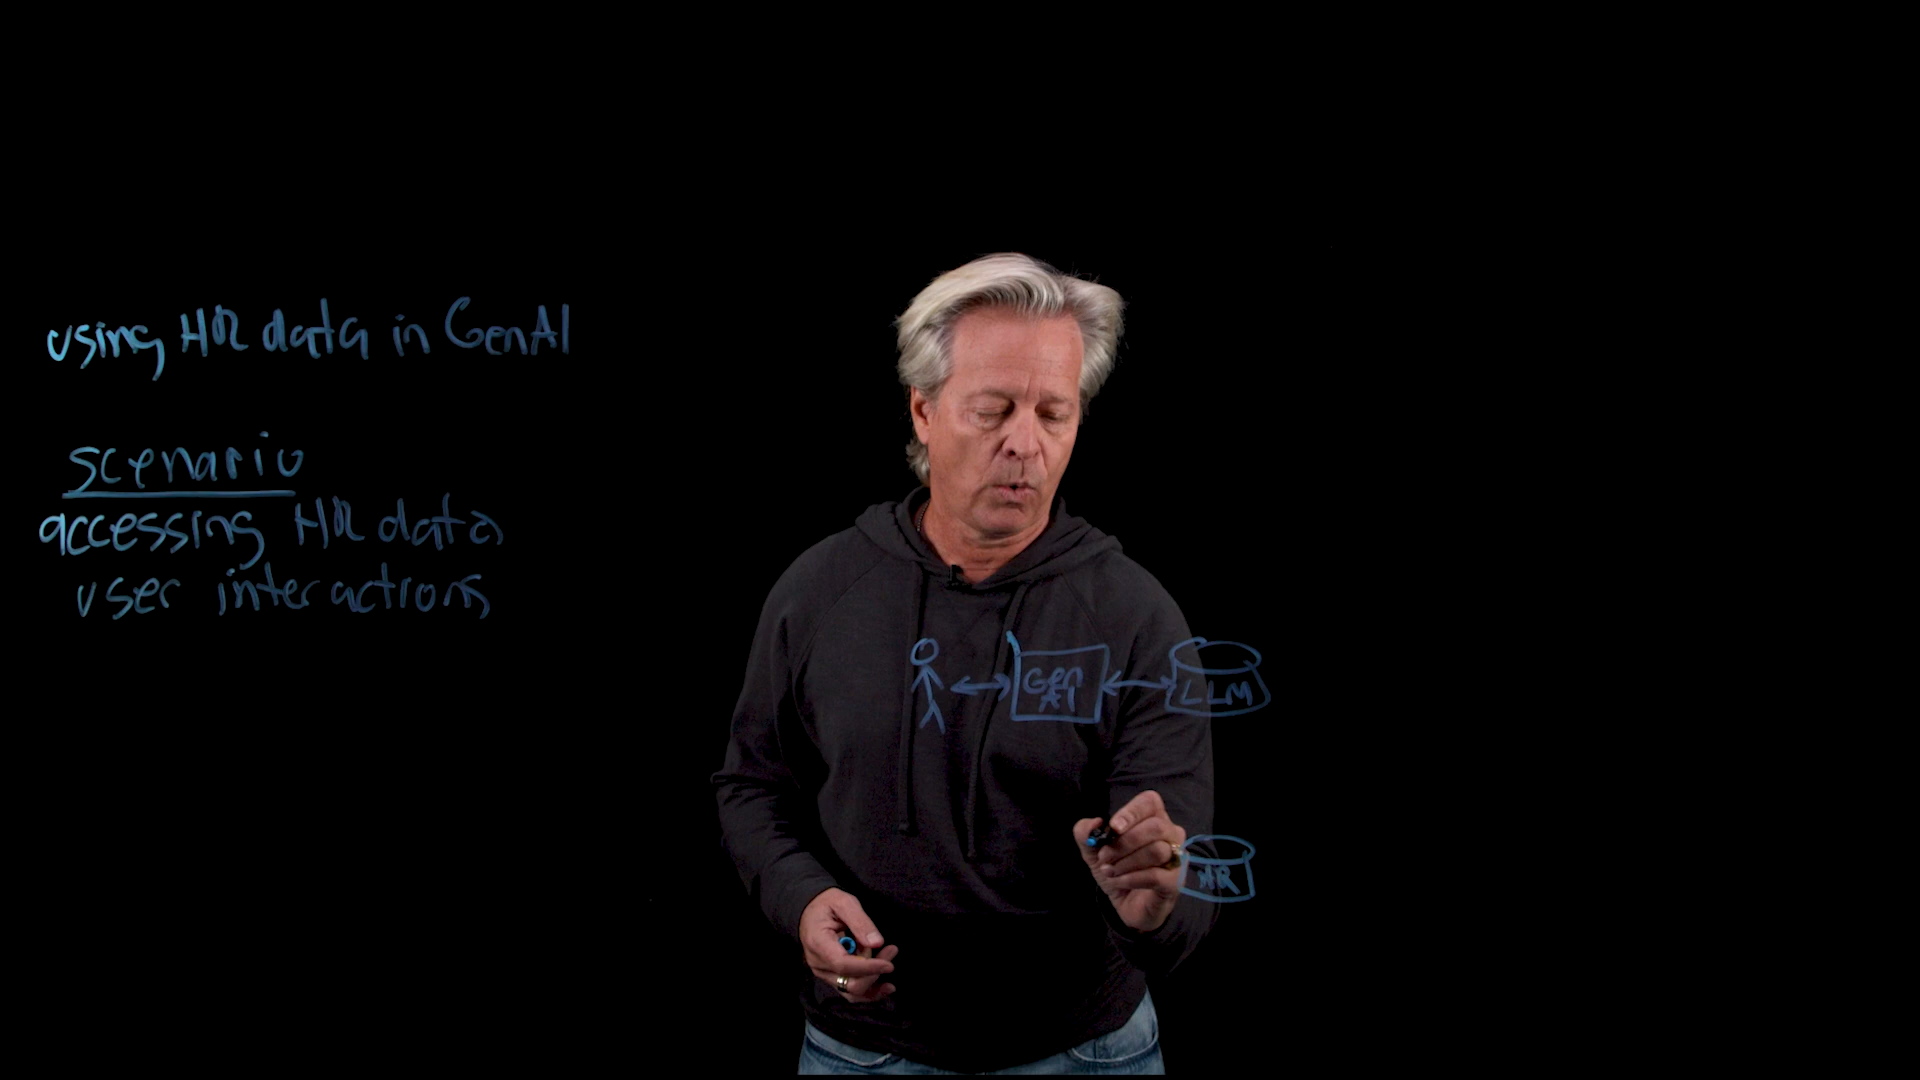 using HR data in GenAI
scenario
accessing HR data
user interactions
Gen
AI
LLM
HR